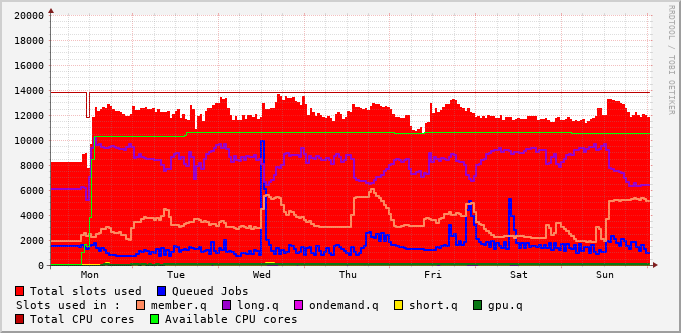 20000
18000
16000
14000
12000
10000
8000
6000
4000
2000
0
Mon Tue Wed Thu Fri Sat Sun
RRDTOOL / TOBI OETIKER
Total slots used Queued Jobs
Slots used in : member.q long.q ondemand.q short.q gpu.q
Total CPU cores Available CPU cores